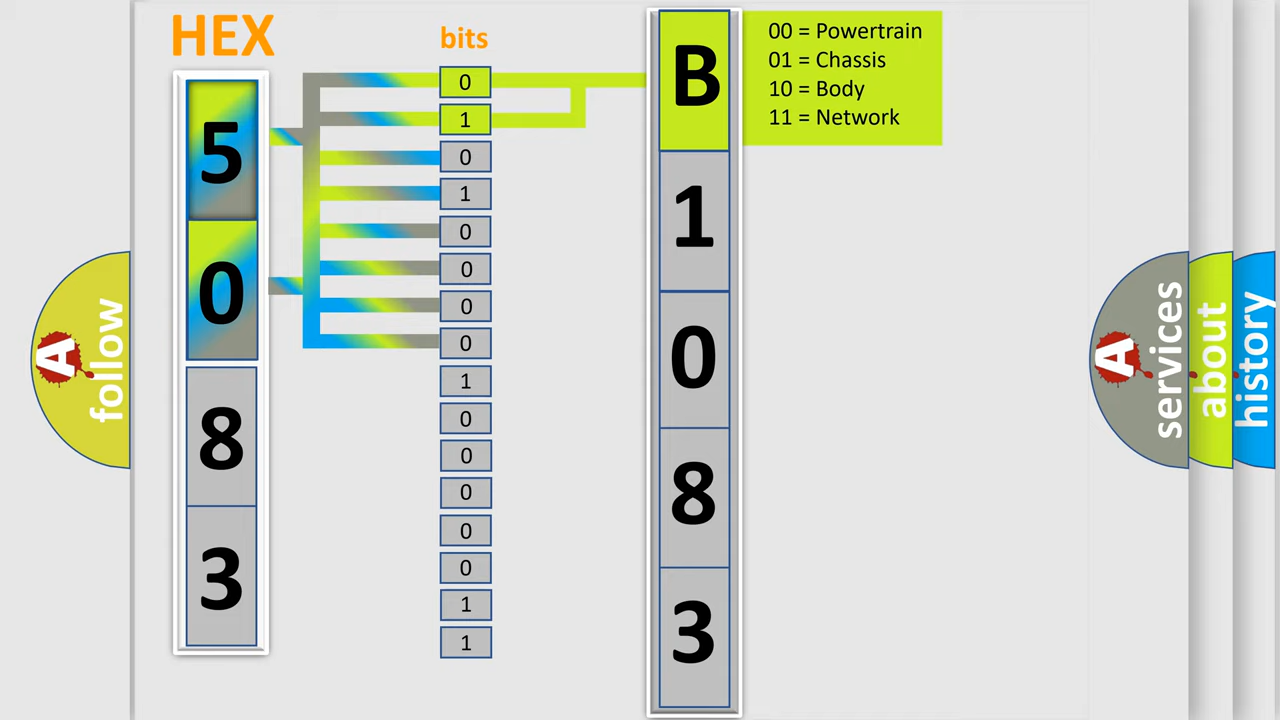 HEX
bits
5
0
8
3
0
1
0
1
0
0
0
0
1
0
0
0
0
0
1
1
B
1
0
8
3
00 = Powertrain
01 = Chassis
10 = Body
11 = Network
A follow
A services
about
history